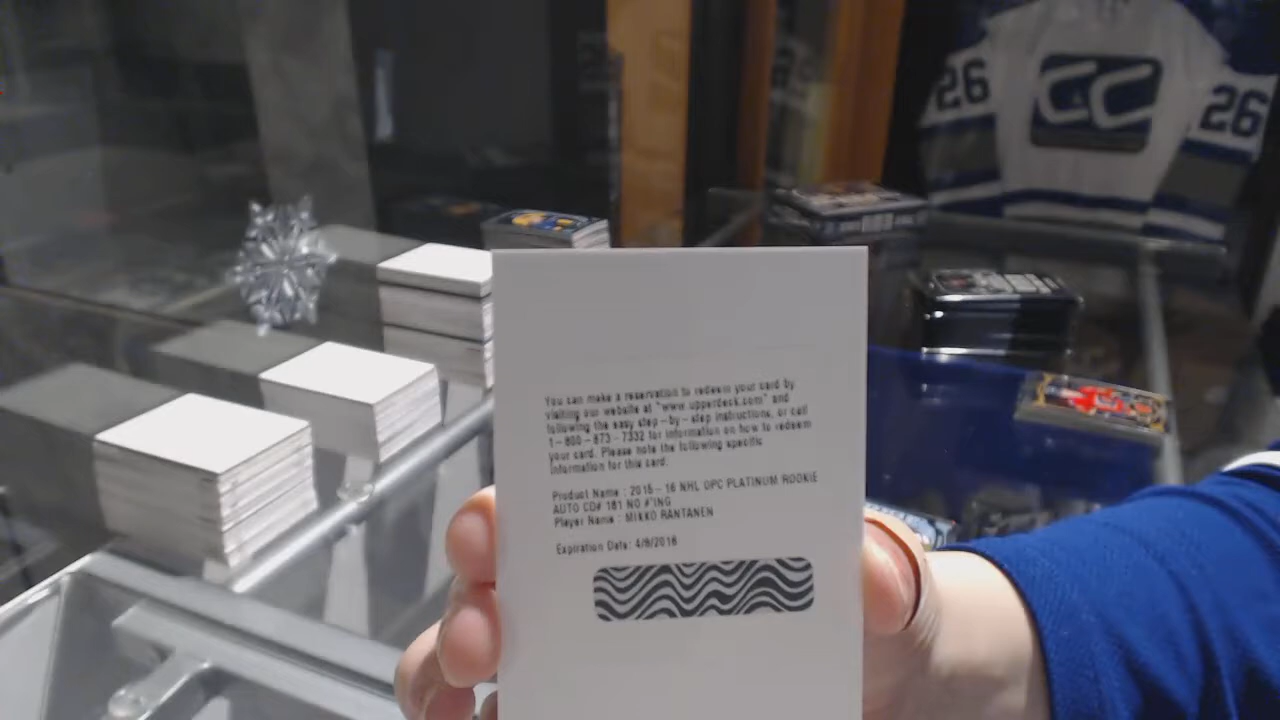 26
CC
26
You can make a reservation to redeem your card by
visiting our website at "www.upperdeck.com" and
following the easy step-by-step instructions, or call
1-800-873-7332 for information on how to redeem
your card. Please note the following specific
information for this card.
Product Name : 2015-16 NHL OPC PLATINUM ROOKIE
AUTO CD# 181 NO #'ING
Player Name : MIKKO RANTANEN
Expiration Date: 4/9/2018